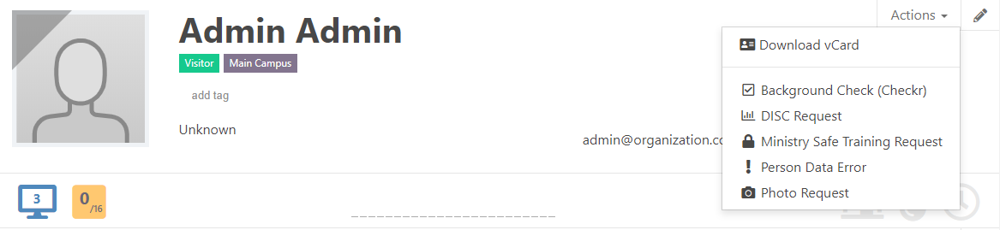 Admin Admin
Actions
Visitor Main Campus
Download vCard
add tag
Background Check (Checkr)
DISC Request
Unknown
admin@organization.co
Ministry Safe Training Request
Person Data Error
Photo Request
3
0/16